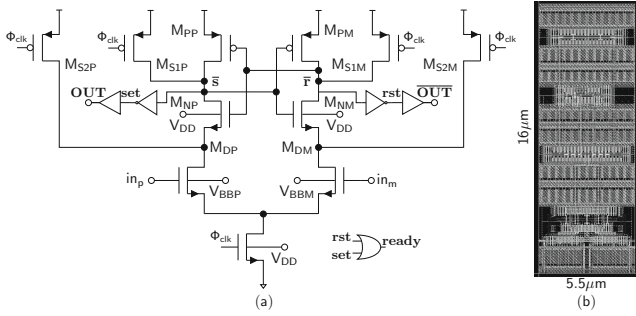 Φclk
MS2P
Φclk
MS1P
MPP
MPM
MS1M
Φclk
MS2M
Φclk
s̅
r̅
OUT
set
MNP
VDD
MNM
VDD
rst
O̅U̅T̅
MDP
MDM
inp
VBBP
VBBM
inm
Φclk
VDD
rst
set
ready
(a)
16μm
5.5μm
(b)